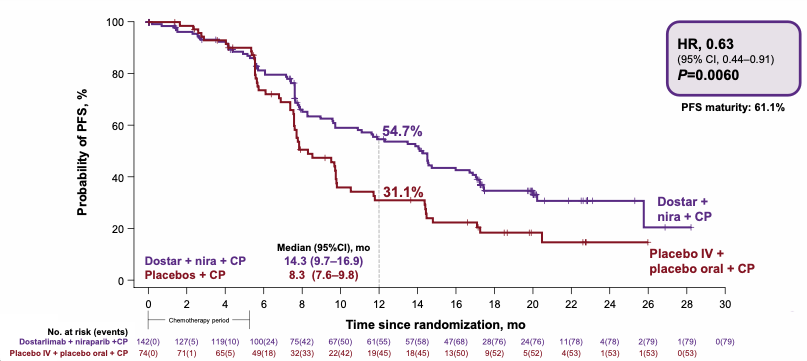 100
80
60
40
20
0
Probability of PFS, %
HR, 0.63
(95% CI, 0.44–0.91)
P=0.0060
PFS maturity: 61.1%
54.7%
31.1%
Dostar +
nira + CP
Placebo IV +
placebo oral + CP
Median (95%CI), mo
Dostar + nira + CP 14.3 (9.7–16.9)
Placebos + CP 8.3 (7.6–9.8)
0 2 4 6 8 10 12 14 16 18 20 22 24 26 28 30
Chemotherapy period
Time since randomization, mo
No. at risk (events)
Dostarlimab + niraparib +CP 142(0) 127(5) 119(10) 100(24) 75(42) 67(50) 61(55) 57(58) 47(68) 28(76) 24(76) 11(78) 4(78) 2(79) 1(79) 0(79)
Placebo IV + placebo oral + CP 74(0) 71(1) 65(5) 49(18) 32(33) 22(42) 19(45) 18(45) 13(50) 9(52) 5(52) 4(53) 1(53) 1(53) 0(53)